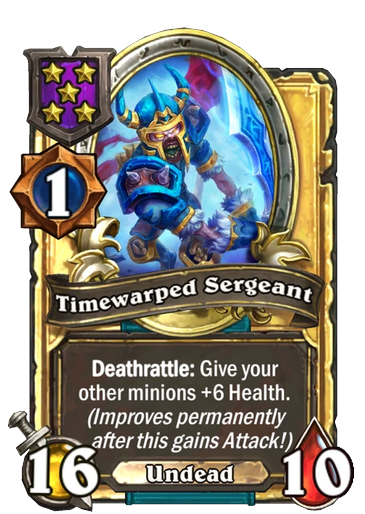 1
Timewarped Sergeant
Deathrattle: Give your
other minions +6 Health.
(Improves permanently
after this gains Attack!)
16
Undead
10